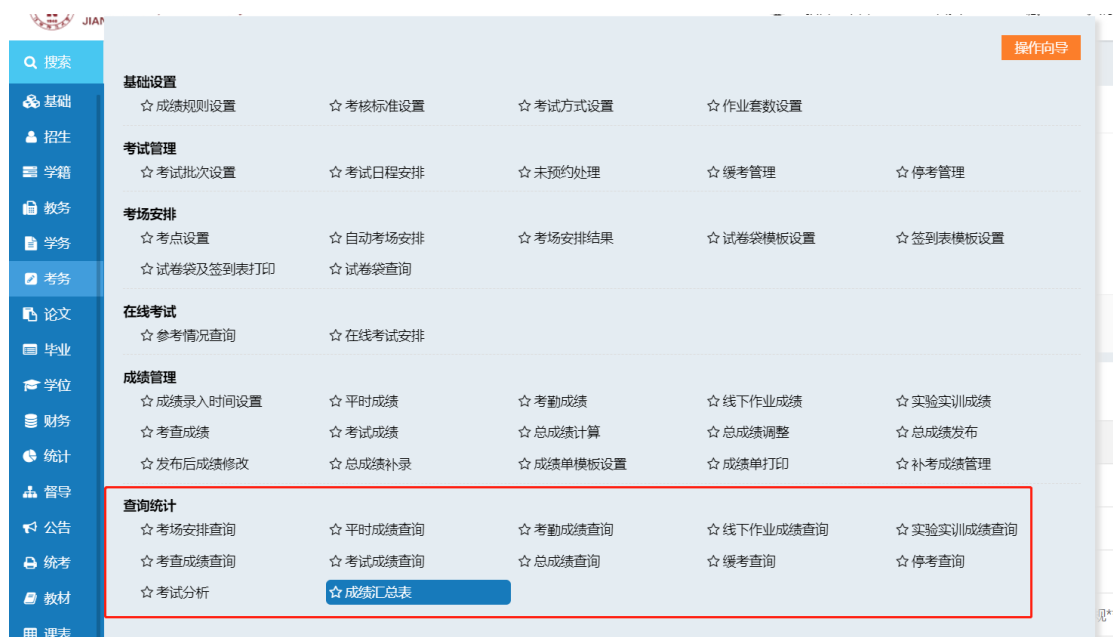 JIAN
操作向导
搜索
基础
招生
学籍
教务
学务
考务
论文
毕业
学位
财务
统计
督导
公告
统考
教材
课表
基础设置
☆成绩规则设置 ☆考核标准设置 ☆考试方式设置 ☆作业套数设置
考试管理
☆考试批次设置 ☆考试日程安排 ☆未预约处理 ☆缓考管理 ☆停考管理
考场安排
☆考点设置 ☆自动考场安排 ☆考场安排结果 ☆试卷袋模板设置 ☆签到表模板设置
☆试卷袋及签到表打印 ☆试卷袋查询
在线考试
☆参考情况查询 ☆在线考试安排
成绩管理
☆成绩录入时间设置 ☆平时成绩 ☆考勤成绩 ☆线下作业成绩 ☆实验实训成绩
☆考查成绩 ☆考试成绩 ☆总成绩计算 ☆总成绩调整 ☆总成绩发布
☆发布后成绩修改 ☆总成绩补录 ☆成绩单模板设置 ☆成绩单打印 ☆补考成绩管理
查询统计
☆考场安排查询 ☆平时成绩查询 ☆考勤成绩查询 ☆线下作业成绩查询 ☆实验实训成绩查询
☆考查成绩查询 ☆考试成绩查询 ☆总成绩查询 ☆缓考查询 ☆停考查询
☆考试分析 ☆成绩汇总表